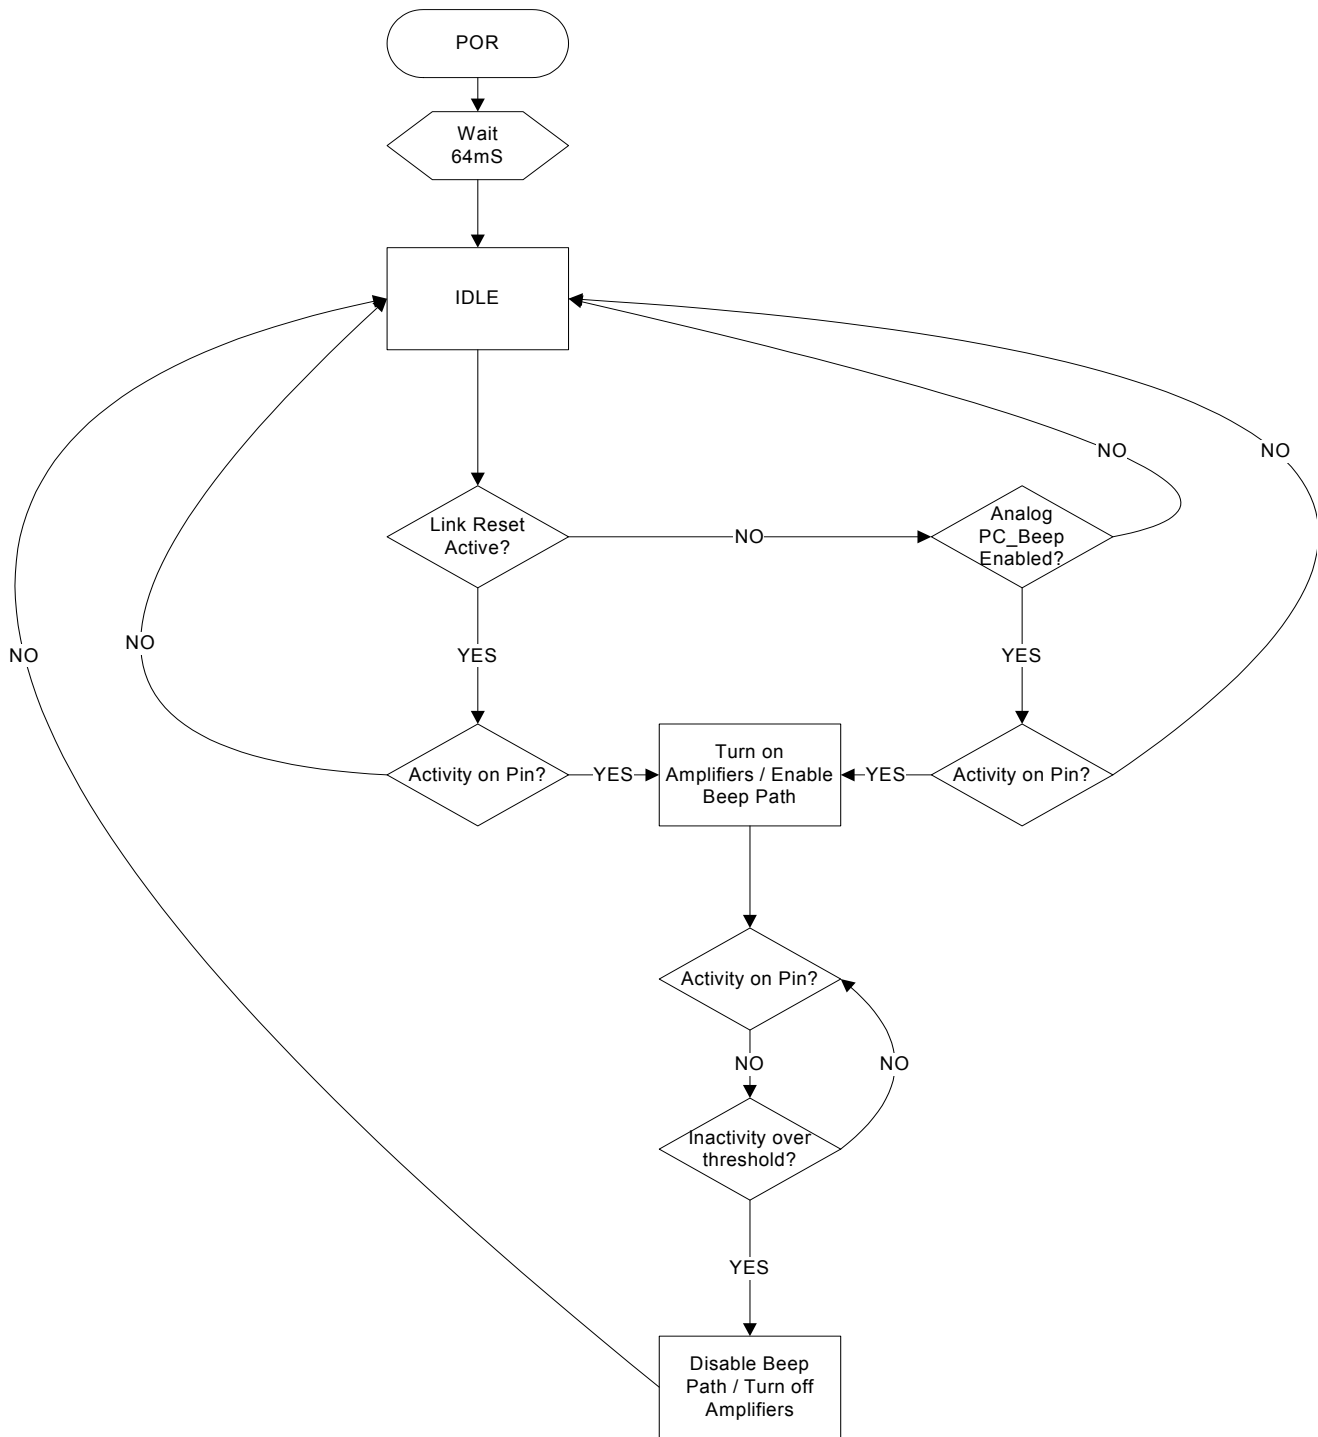 POR
Wait
64mS
IDLE
NO
NO
Link Reset
Active?
NO
Analog
PC_Beep
Enabled?
NO
NO
YES
YES
Activity on Pin?
YES
Turn on
Amplifiers / Enable
Beep Path
YES
Activity on Pin?
Activity on Pin?
NO
NO
Inactivity over
threshold?
YES
Disable Beep
Path / Turn off
Amplifiers